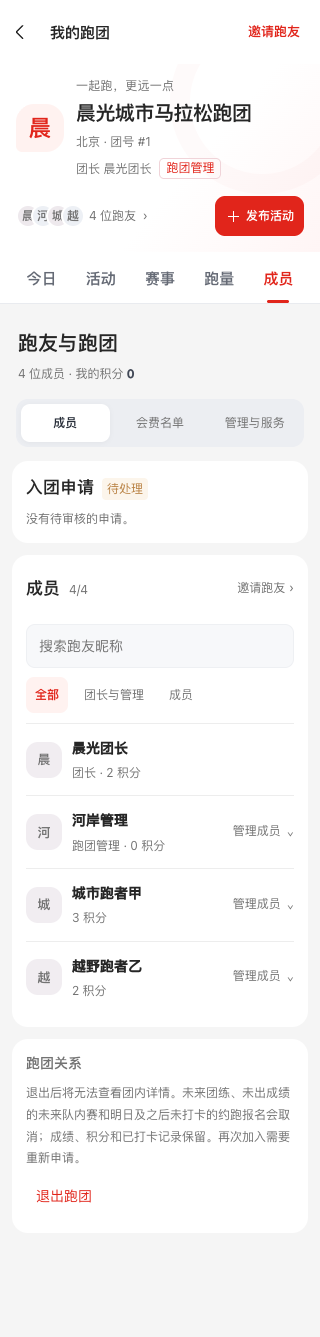 我的跑团
邀请跑友
一起跑，更远一点
晨
晨光城市马拉松跑团
北京 · 团号 #1
团长 晨光团长 跑团管理
晨 河 城 越 4 位跑友 ›
发布活动
今日 活动 赛事 跑量 成员
跑友与跑团
4 位成员 · 我的积分 0
成员 会费名单 管理与服务
入团申请 待处理
没有待审核的申请。
成员 4/4 邀请跑友 ›
搜索跑友昵称
全部 团长与管理 成员
晨
晨光团长
团长 · 2 积分
河
河岸管理
跑团管理 · 0 积分
管理成员
城
城市跑者甲
3 积分
管理成员
越
越野跑者乙
2 积分
管理成员
跑团关系
退出后将无法查看团内详情。未来团练、未出成绩
的未来队内赛和明日及之后未打卡的约跑报名会取
消；成绩、积分和已打卡记录保留。再次加入需要
重新申请。
退出跑团